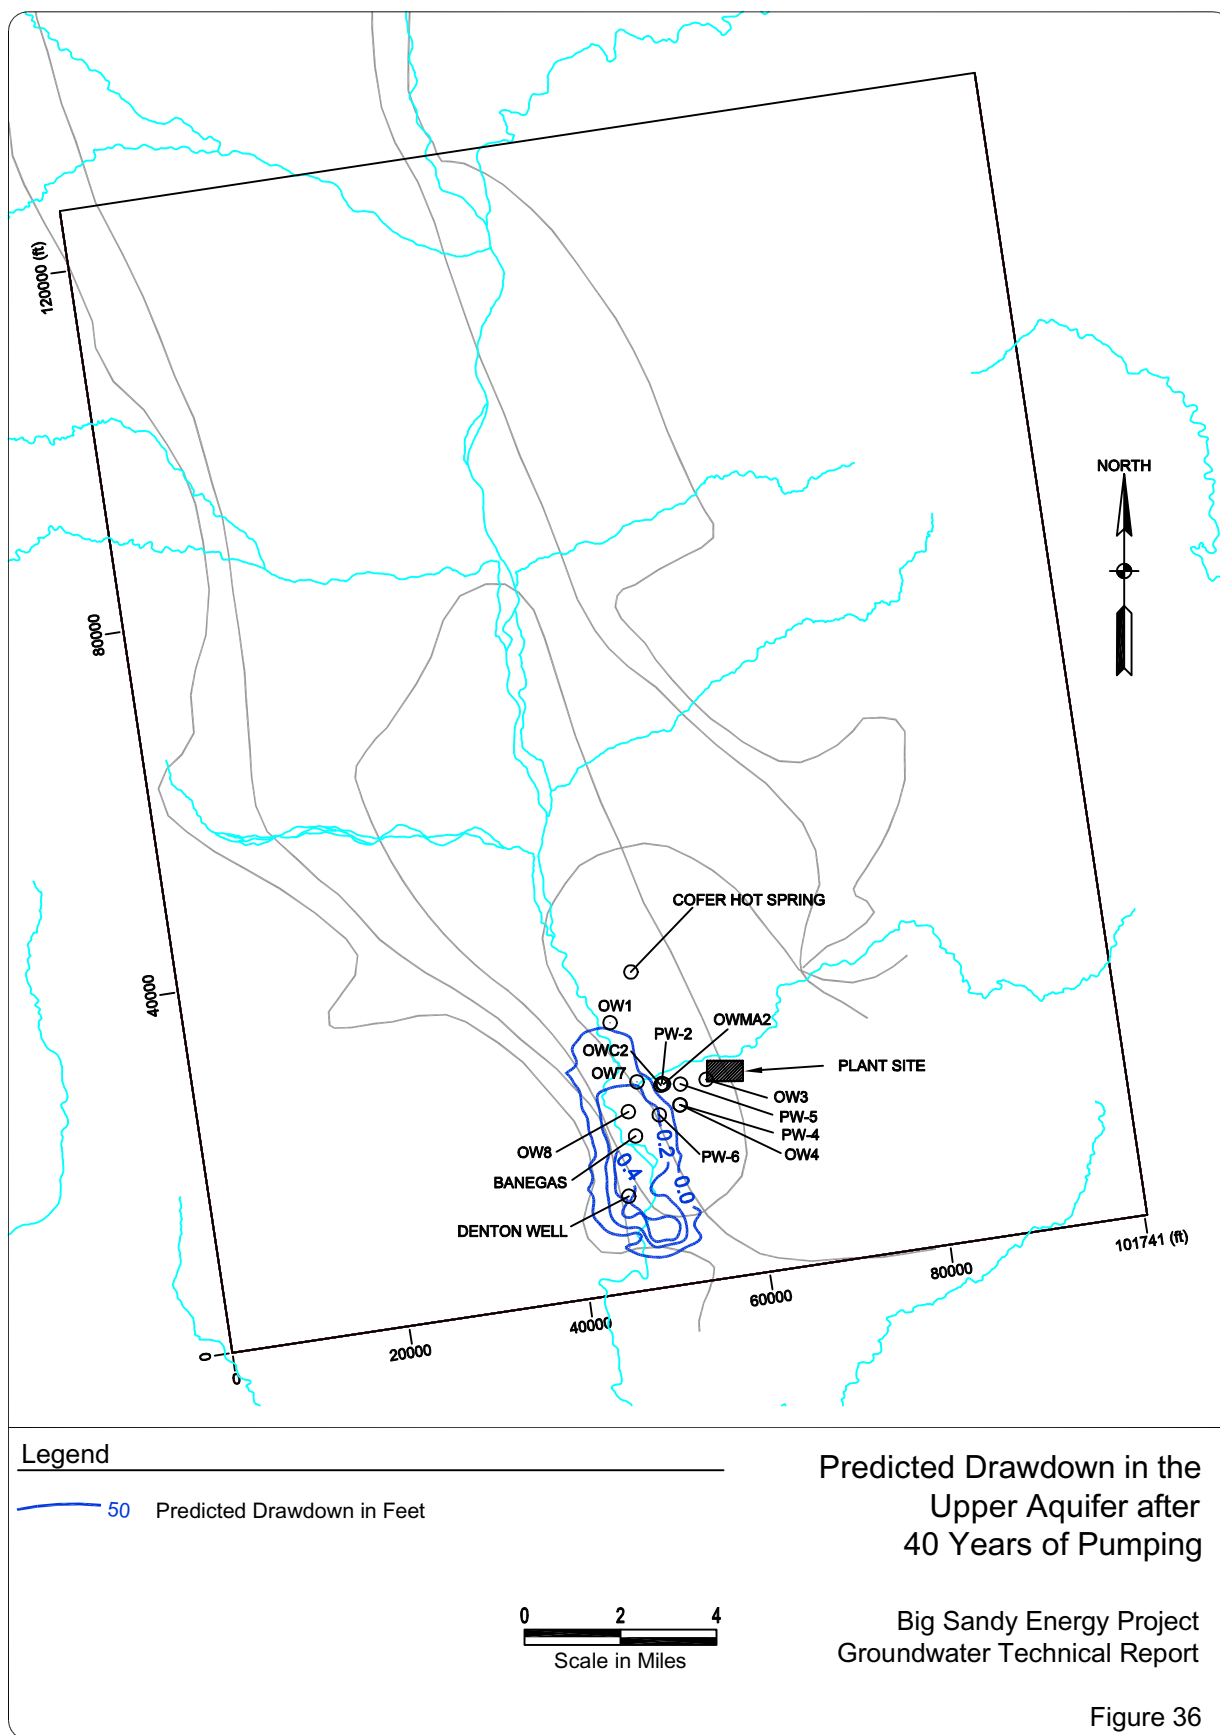 120000 (ft)
NORTH
80000
COFER HOT SPRING
40000
OW1
OWMA2
PW-2
OWC2
OW7
PLANT SITE
OW3
PW-5
PW-4
OW4
PW-6
OW8
BANEGAS
DENTON WELL
0.2
0.0
0.4
101741 (ft)
80000
60000
40000
20000
0
0
Legend
50 Predicted Drawdown in Feet
Predicted Drawdown in the
Upper Aquifer after
40 Years of Pumping
0 2 4
Scale in Miles
Big Sandy Energy Project
Groundwater Technical Report
Figure 36